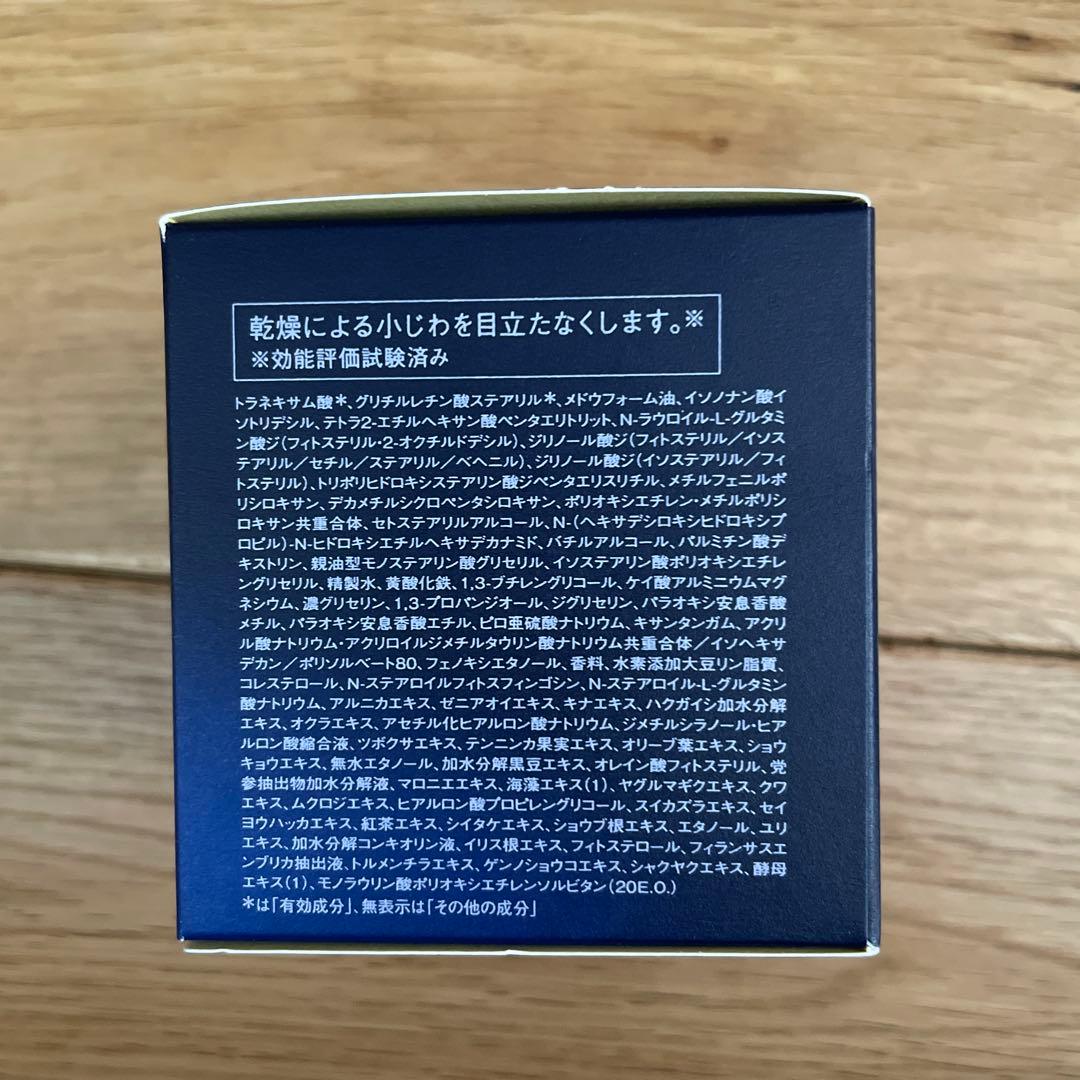 乾燥による小じわを目立たなくします。※
※効能評価試験済み
トラネキサム酸*、グリチルレチン酸ステアリル*、メドウフォーム油、イソノナン酸イ
ソトリデシル、テトラ2-エチルヘキサン酸ペンタエリトリット、N-ラウロイル-L-グルタミ
ン酸ジ(フィトステリル・2-オクチルドデシル)、ジリノール酸ジ(フィトステリル／イソス
テアリル／セチル／ステアリル／ベヘニル)、ジリノール酸ジ(イソステアリル／フィ
トステリル)、トリポリヒドロキシステアリン酸ジペンタエリスリチル、メチルフェニルポ
リシロキサン、デカメチルシクロペンタシロキサン、ポリオキシエチレン・メチルポリシ
ロキサン共重合体、セトステアリルアルコール、N-(ヘキサデシロキシヒドロキシプ
ロピル)-N-ヒドロキシエチルヘキサデカナミド、バチルアルコール、パルミチン酸デ
キストリン、親油型モノステアリン酸グリセリル、イソステアリン酸ポリオキシエチレ
ングリセリル、精製水、黄酸化鉄、1,3-ブチレングリコール、ケイ酸アルミニウムマグ
ネシウム、濃グリセリン、1,3-プロパンジオール、ジグリセリン、パラオキシ安息香酸
メチル、パラオキシ安息香酸エチル、ピロ亜硫酸ナトリウム、キサンタンガム、アクリ
ル酸ナトリウム・アクリロイルジメチルタウリン酸ナトリウム共重合体／イソヘキサ
デカン／ポリソルベート80、フェノキシエタノール、香料、水素添加大豆リン脂質、
コレステロール、N-ステアロイルフィトスフィンゴシン、N-ステアロイル-L-グルタミン
酸ナトリウム、アルニカエキス、ゼニアオイエキス、キナエキス、ハクガイシ加水分解
エキス、オクラエキス、アセチル化ヒアルロン酸ナトリウム、ジメチルシラノール・ヒア
ルロン酸縮合液、ツボクサエキス、テンニンカ果実エキス、オリーブ葉エキス、ショウ
キョウエキス、無水エタノール、加水分解黒豆エキス、オレイン酸フィトステリル、党
参抽出物加水分解液、マロニエエキス、海藻エキス(1)、ヤグルマギクエキス、クワ
エキス、ムクロジエキス、ヒアルロン酸プロピレングリコール、スイカズラエキス、セイ
ヨウハッカエキス、紅茶エキス、シイタケエキス、ショウブ根エキス、エタノール、ユリ
エキス、加水分解コンキオリン液、イリス根エキス、フィトステロール、フィランサスエ
ンブリカ抽出液、トルメンチラエキス、ゲンノショウコエキス、シャクヤクエキス、酵母
エキス(1)、モノラウリン酸ポリオキシエチレンソルビタン(20E.O.)
*は「有効成分」、無表示は「その他の成分」